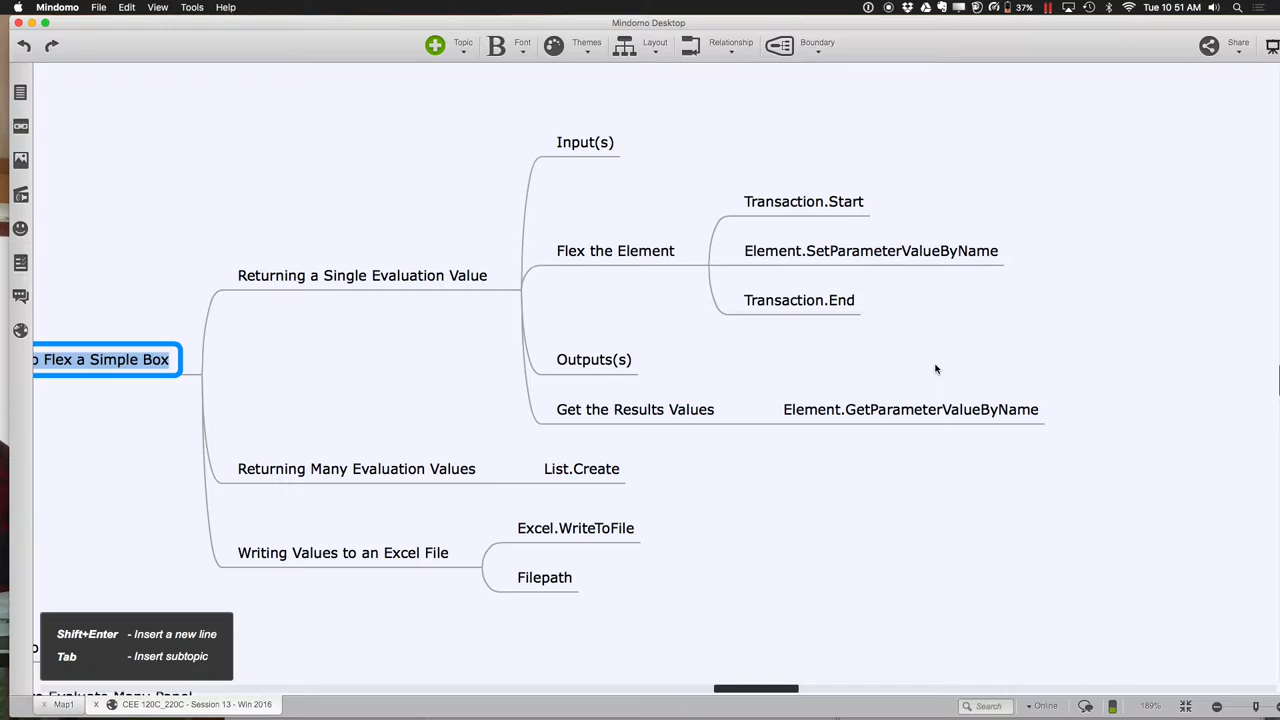 Mindomo File Edit View Tools Help 37% Tue 10:51 AM
Mindomo Desktop
Topic Font Themes Layout Relationship Boundary Share
Input(s)
Transaction.Start
Flex the Element
Element.SetParameterValueByName
Returning a Single Evaluation Value
Transaction.End
o Flex a Simple Box
Outputs(s)
Get the Results Values
Element.GetParameterValueByName
Returning Many Evaluation Values
List.Create
Excel.WriteToFile
Writing Values to an Excel File
Filepath
Shift+Enter - Insert a new line
Tab - Insert subtopic
Map1
CEE 120C_220C - Session 13 - Win 2016
Search
Online
189%